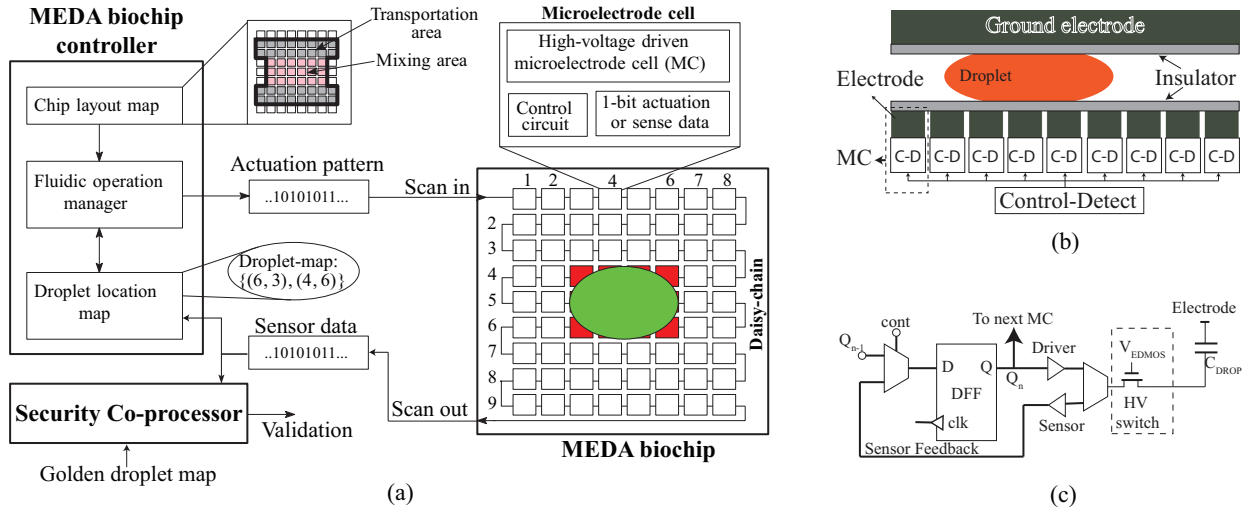 MEDA biochip
controller
Chip layout map
Fluidic operation
manager
Droplet location
map
Transportation
area
Mixing area
Actuation pattern
..10101011...
Scan in
Droplet-map:
{(6, 3), (4, 6)}
Sensor data
..10101011...
Scan out
Security Co-processor
Validation
Golden droplet map
Microelectrode cell
High-voltage driven
microelectrode cell (MC)
Control
circuit
1-bit actuation
or sense data
1 2 4 6 7 8
2
3
4
5
6
7
8
9
Daisy-chain
MEDA biochip
(a)
Ground electrode
Electrode
Droplet
Insulator
MC
C-D C-D C-D C-D C-D C-D C-D C-D C-D
Control-Detect
(b)
cont
Qn-1
D
Q
DFF
clk
To next MC
Qn
Driver
Sensor
Sensor Feedback
VEDMOS
HV
switch
Electrode
CDROP
(c)